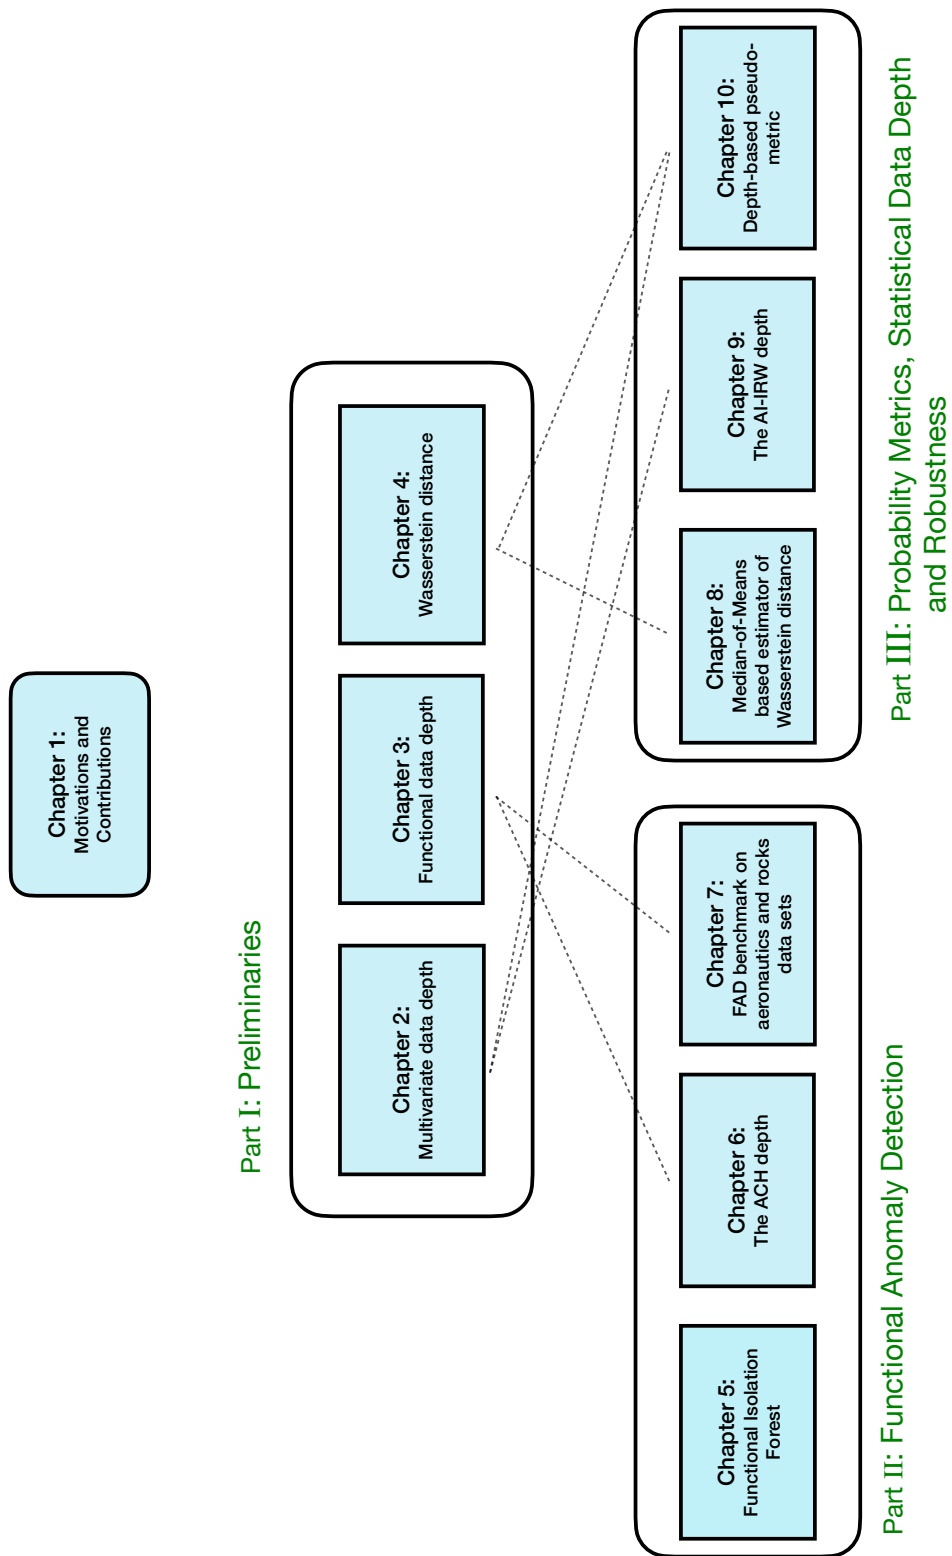 Chapter 1:
Motivations and
Contributions
Part I: Preliminaries
Chapter 2:
Multivariate data depth
Chapter 3:
Functional data depth
Chapter 4:
Wasserstein distance
Chapter 5:
Functional Isolation
Forest
Chapter 6:
The ACH depth
Chapter 7:
FAD benchmark on
aeronautics and rocks
data sets
Chapter 8:
Median-of-Means
based estimator of
Wasserstein distance
Chapter 9:
The AI-IRW depth
Chapter 10:
Depth-based pseudo-
metric
Part II: Functional Anomaly Detection
Part III: Probability Metrics, Statistical Data Depth
and Robustness